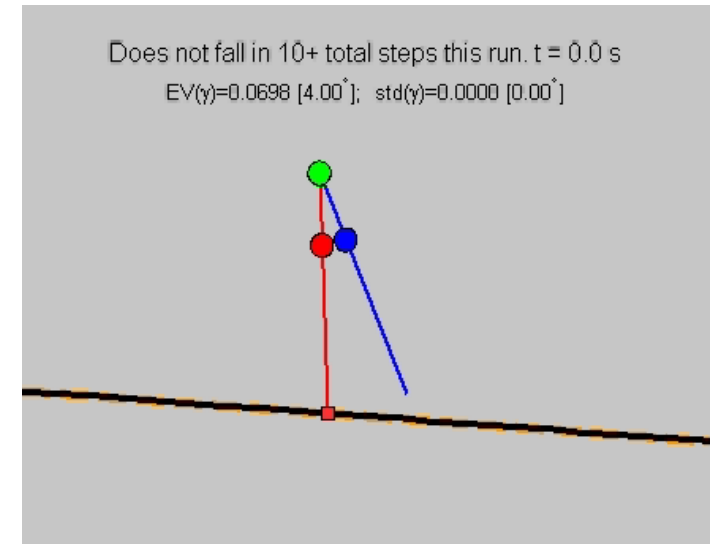 Does not fall in 10+ total steps this run. t = 0.0 s
EV(γ)=0.0698 [4.00°];  std(γ)=0.0000 [0.00°]